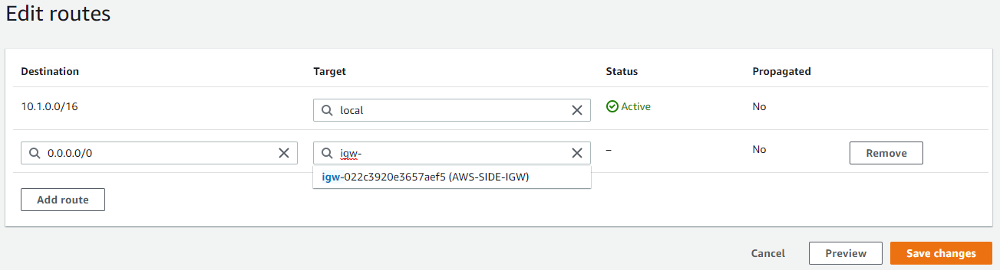 Edit routes
Destination Target Status Propagated
10.1.0.0/16 local Active No
0.0.0.0/0 igw- – No Remove
igw-022c3920e3657aef5 (AWS-SIDE-IGW)
Add route
Cancel Preview Save changes